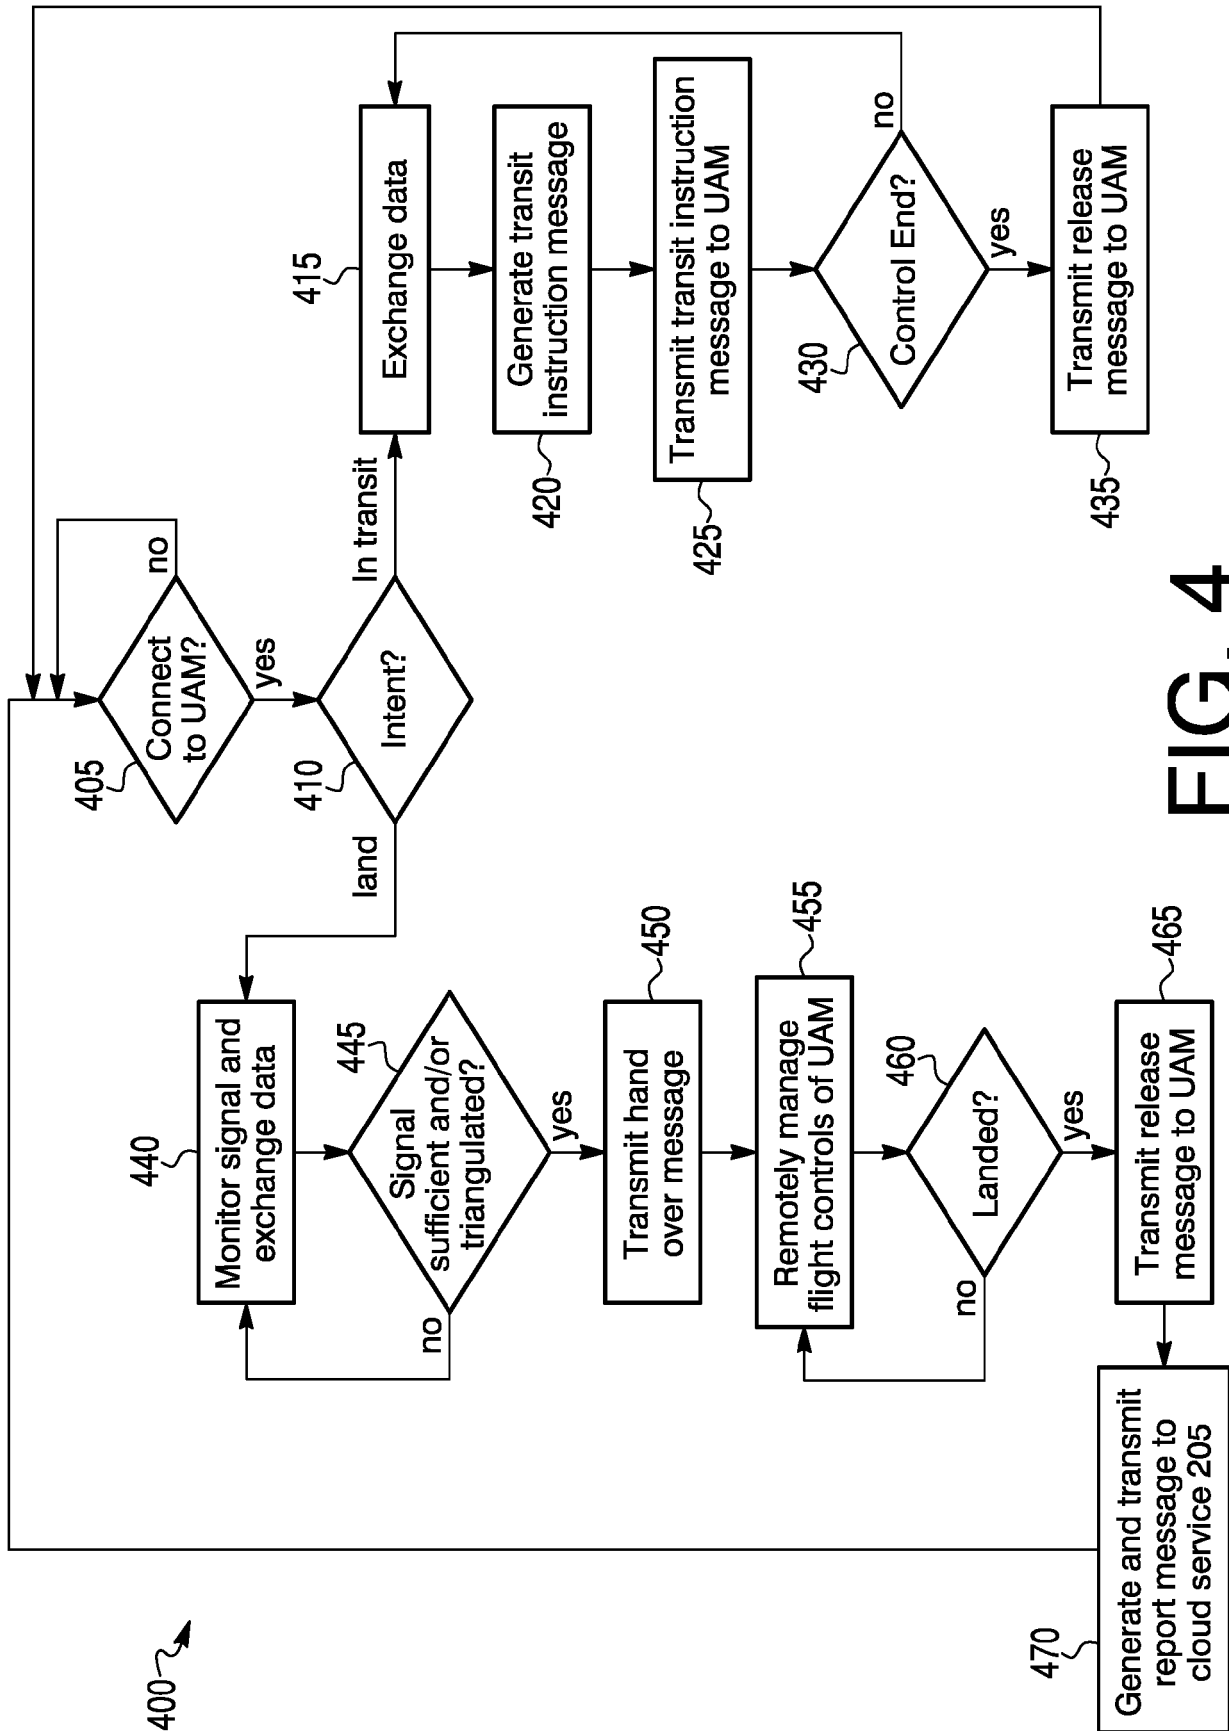 400
405
Connect
to UAM?
no
yes
410
Intent?
land
In transit
415
Exchange data
420
Generate transit
instruction message
425
Transmit transit instruction
message to UAM
430
Control End?
no
yes
435
Transmit release
message to UAM
440
Monitor signal and
exchange data
445
Signal
sufficient and/or
triangulated?
no
yes
450
Transmit hand
over message
455
Remotely manage
flight controls of UAM
460
Landed?
no
yes
465
Transmit release
message to UAM
470
Generate and transmit
report message to
cloud service 205
FIG. 4